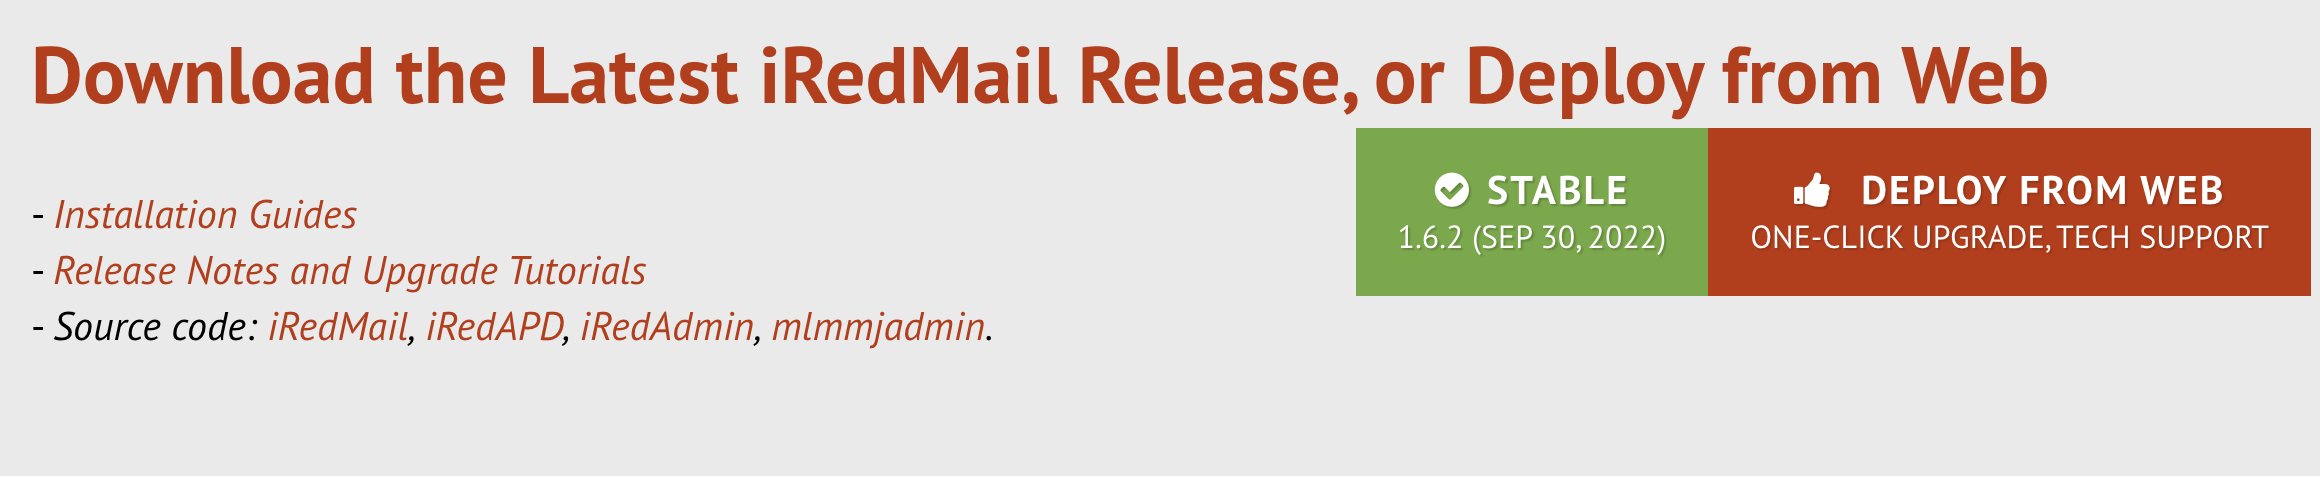 Download the Latest iRedMail Release, or Deploy from Web
- Installation Guides
- Release Notes and Upgrade Tutorials
- Source code: iRedMail, iRedAPD, iRedAdmin, mlmmjadmin.
STABLE
1.6.2 (SEP 30, 2022)
DEPLOY FROM WEB
ONE-CLICK UPGRADE, TECH SUPPORT